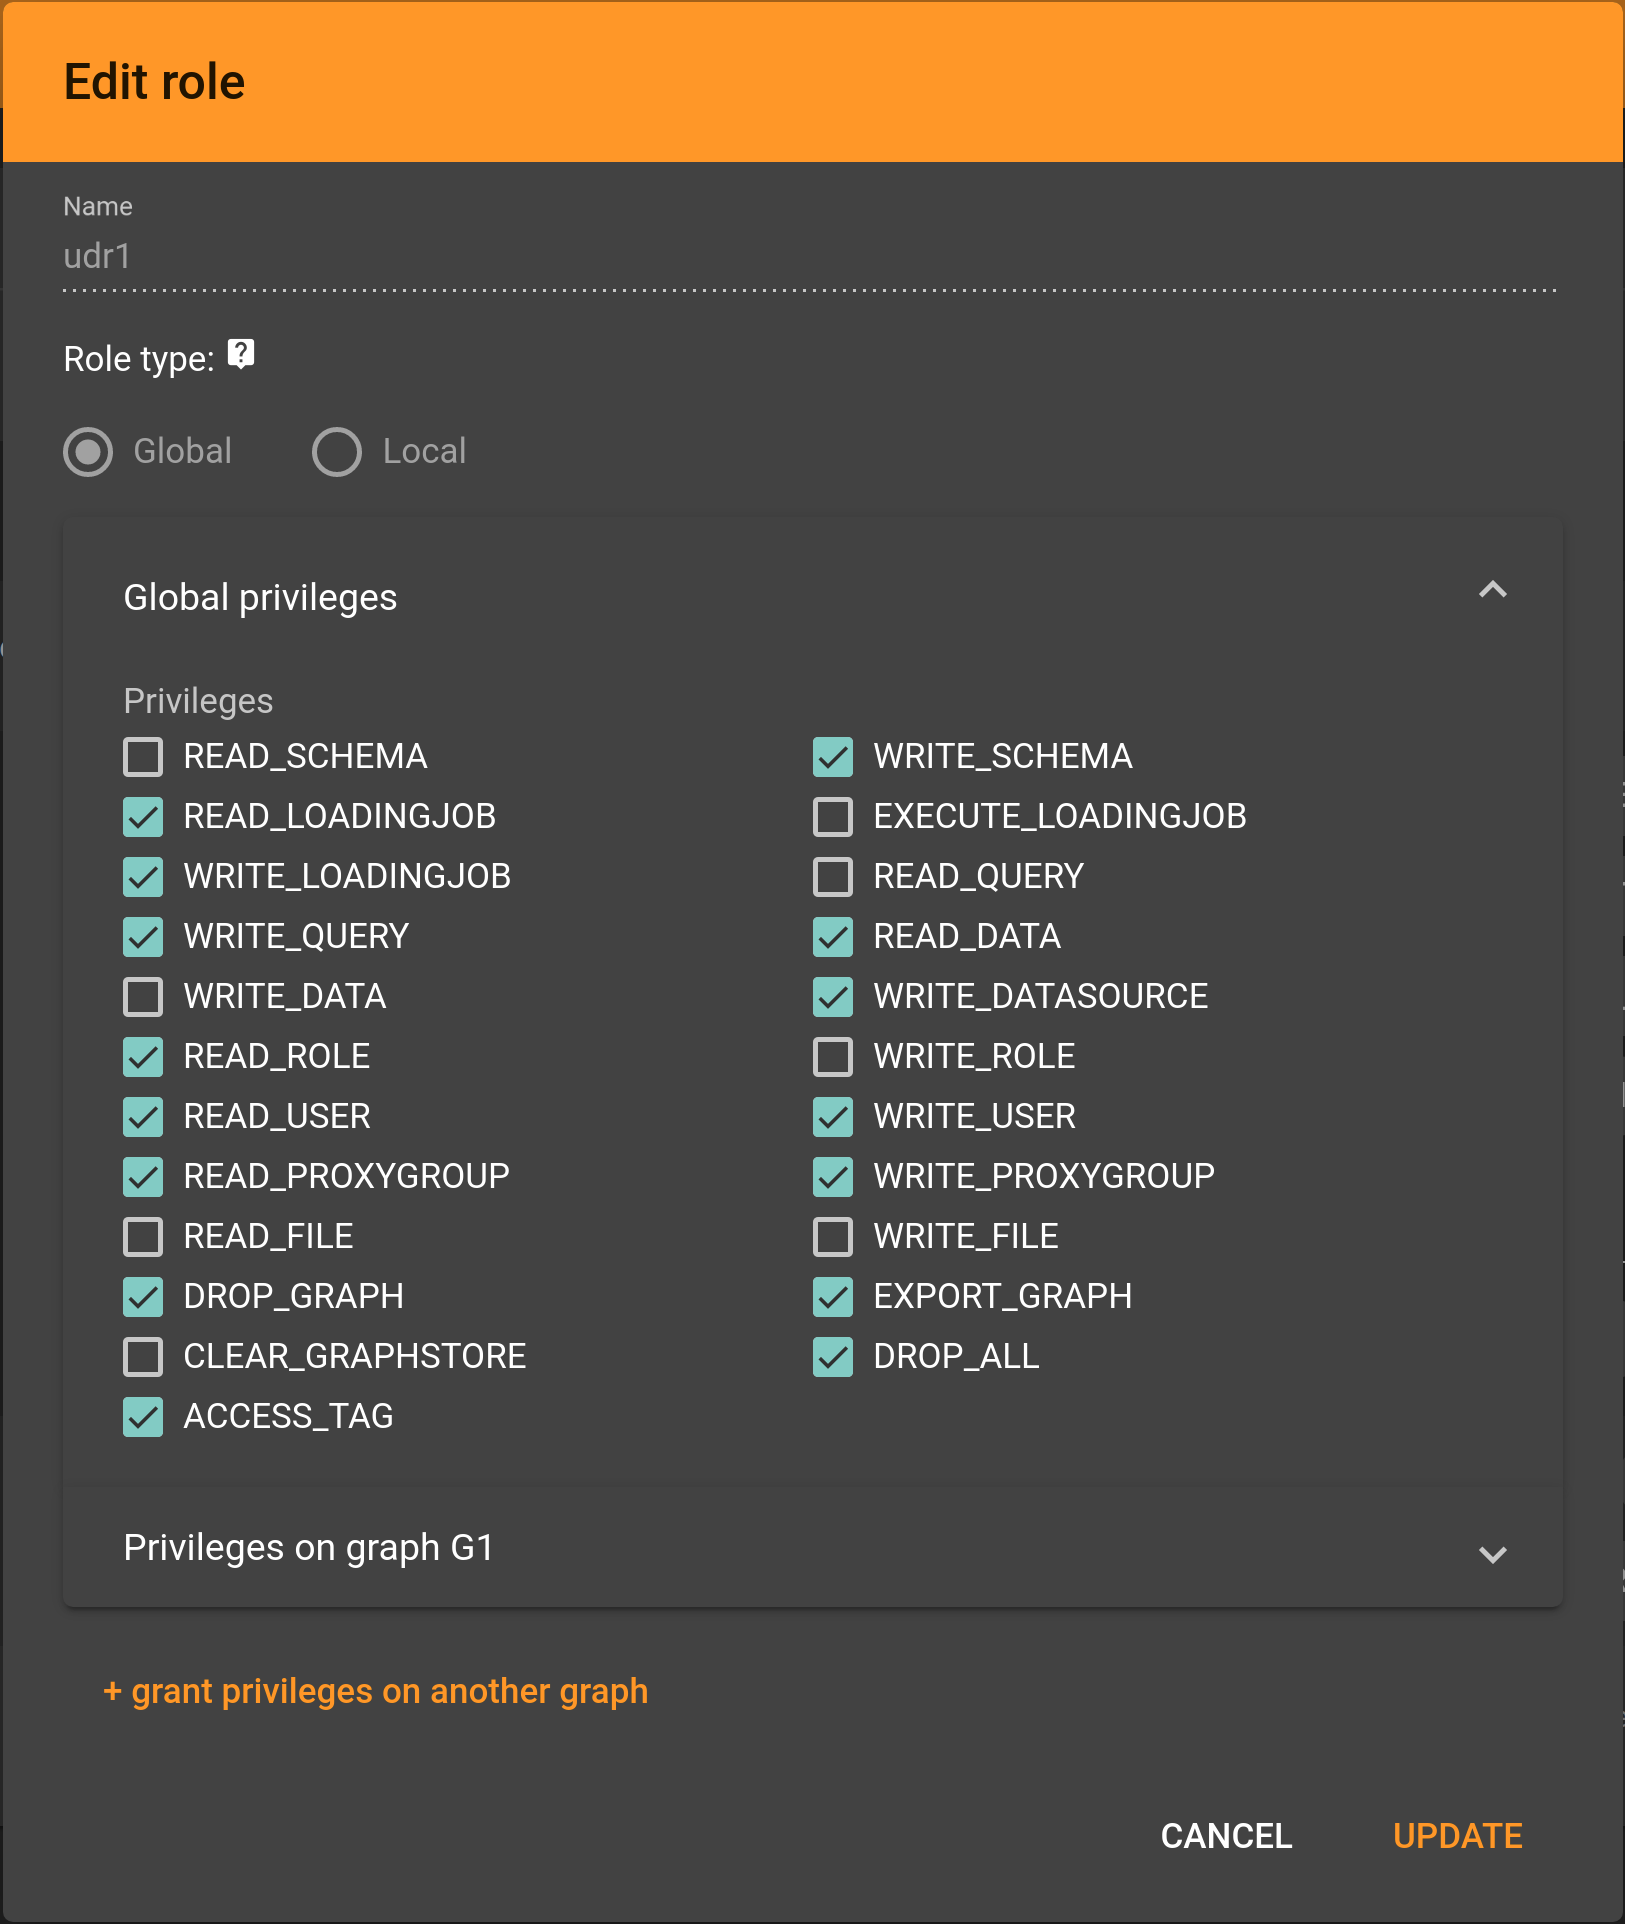 Edit role
Name
udr1
Role type:
Global Local
Global privileges
Privileges
READ_SCHEMA WRITE_SCHEMA
READ_LOADINGJOB EXECUTE_LOADINGJOB
WRITE_LOADINGJOB READ_QUERY
WRITE_QUERY READ_DATA
WRITE_DATA WRITE_DATASOURCE
READ_ROLE WRITE_ROLE
READ_USER WRITE_USER
READ_PROXYGROUP WRITE_PROXYGROUP
READ_FILE WRITE_FILE
DROP_GRAPH EXPORT_GRAPH
CLEAR_GRAPHSTORE DROP_ALL
ACCESS_TAG
Privileges on graph G1
+ grant privileges on another graph
CANCEL UPDATE